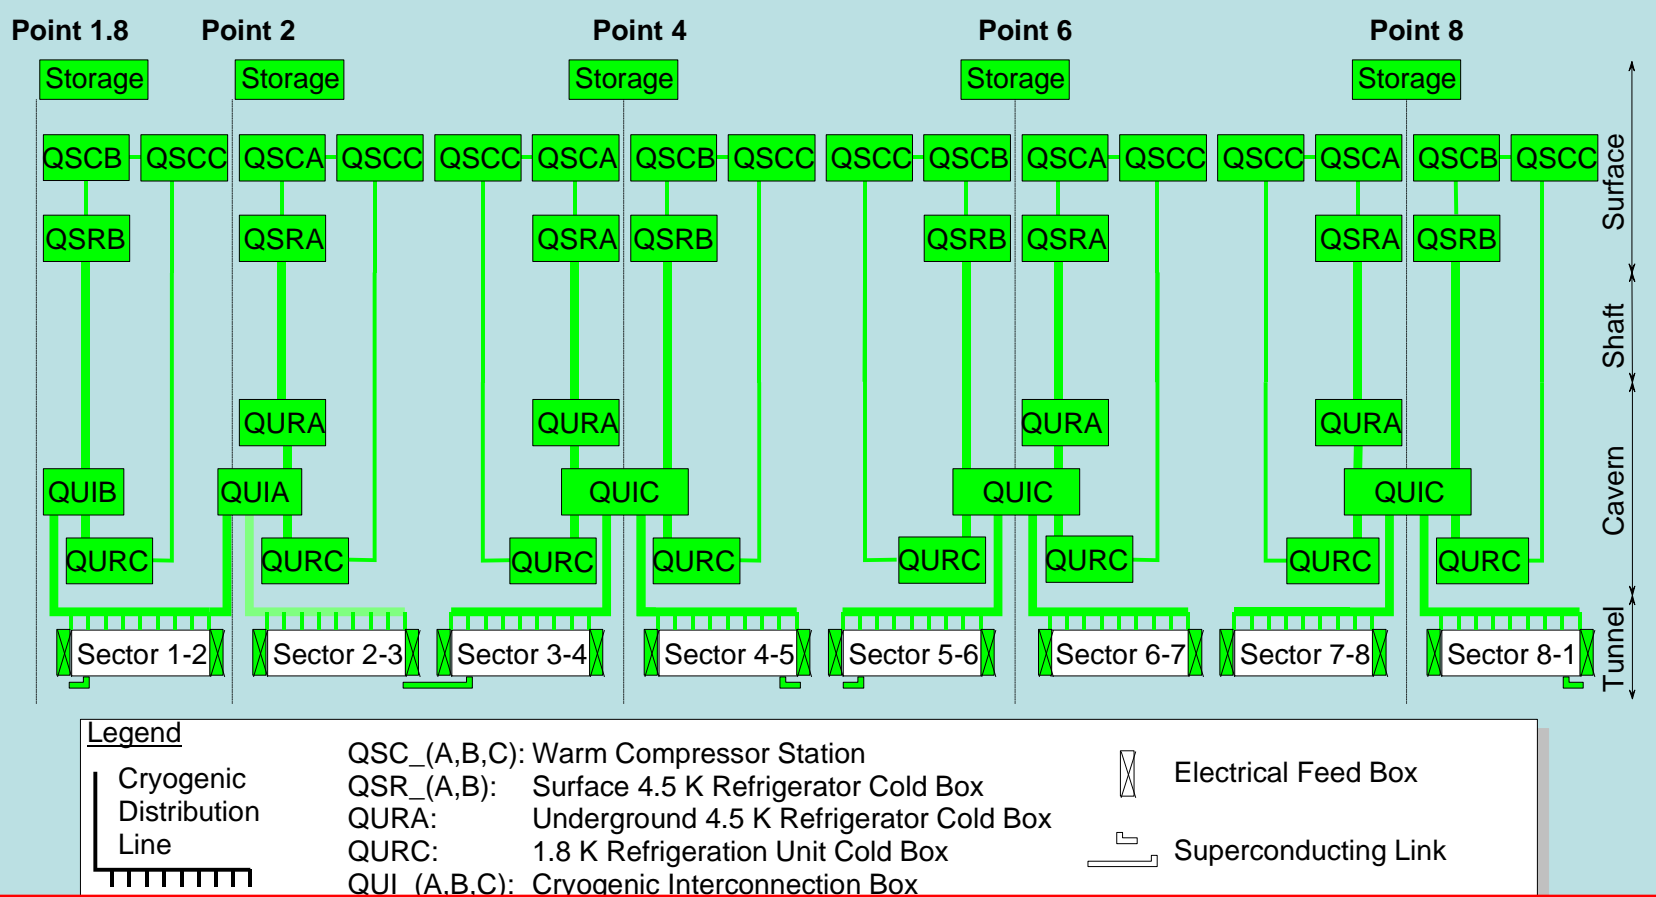 Point 1.8 Point 2 Point 4 Point 6 Point 8
Storage Storage Storage Storage Storage
QSCB QSCC QSCA QSCC QSCC QSCA QSCB QSCC QSCC QSCB QSCA QSCC QSCC QSCA QSCB QSCC
QSRB QSRA QSRA QSRB QSRB QSRA QSRA QSRB
QURA QURA QURA QURA
QUIB QUIA QUIC QUIC QUIC
QURC QURC QURC QURC QURC QURC QURC QURC
Sector 1-2 Sector 2-3 Sector 3-4 Sector 4-5 Sector 5-6 Sector 6-7 Sector 7-8 Sector 8-1
Surface
Shaft
Cavern
Tunnel
Legend
Cryogenic
Distribution
Line
QSC_(A,B,C): Warm Compressor Station
QSR_(A,B): Surface 4.5 K Refrigerator Cold Box
QURA: Underground 4.5 K Refrigerator Cold Box
QURC: 1.8 K Refrigeration Unit Cold Box
QUI_(A,B,C): Cryogenic Interconnection Box
Electrical Feed Box
Superconducting Link